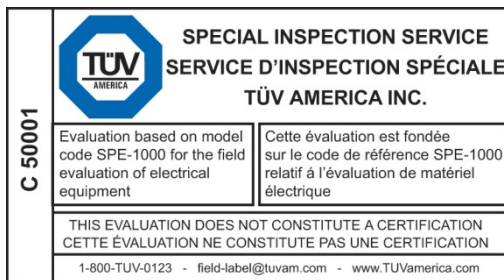 C 50001
TÜV
AMERICA
SPECIAL INSPECTION SERVICE
SERVICE D'INSPECTION SPÉCIALE
TÜV AMERICA INC.
Evaluation based on model
code SPE-1000 for the field
evaluation of electrical
equipment
Cette évaluation est fondée
sur le code de référence SPE-1000
relatif á l'évaluation de matériel
électrique
THIS EVALUATION DOES NOT CONSTITUTE A CERTIFICATION
CETTE ÉVALUATION NE CONSTITUTE PAS UNE CERTIFICATION
1-800-TUV-0123 - field-label@tuvam.com - www.TUVamerica.com